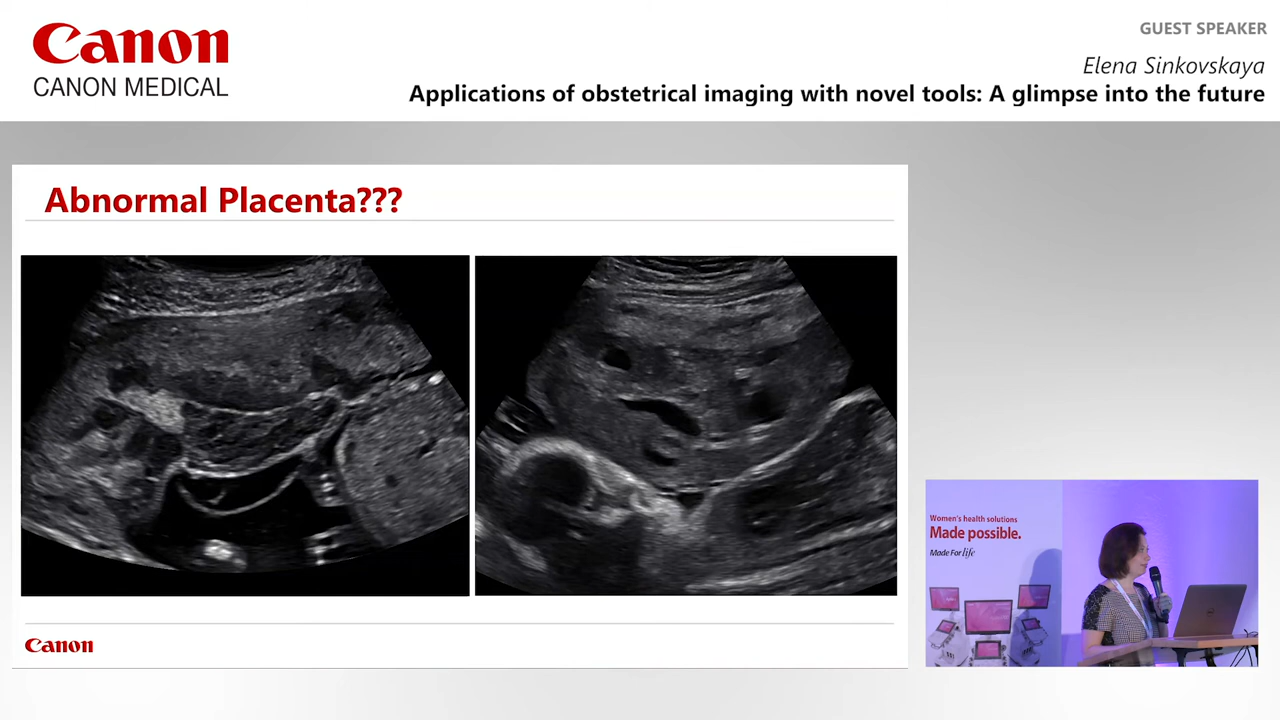 Canon
CANON MEDICAL
GUEST SPEAKER
Elena Sinkovskaya
Applications of obstetrical imaging with novel tools: A glimpse into the future
Abnormal Placenta???
Canon
Women's health solutions
Made possible.
Made For life